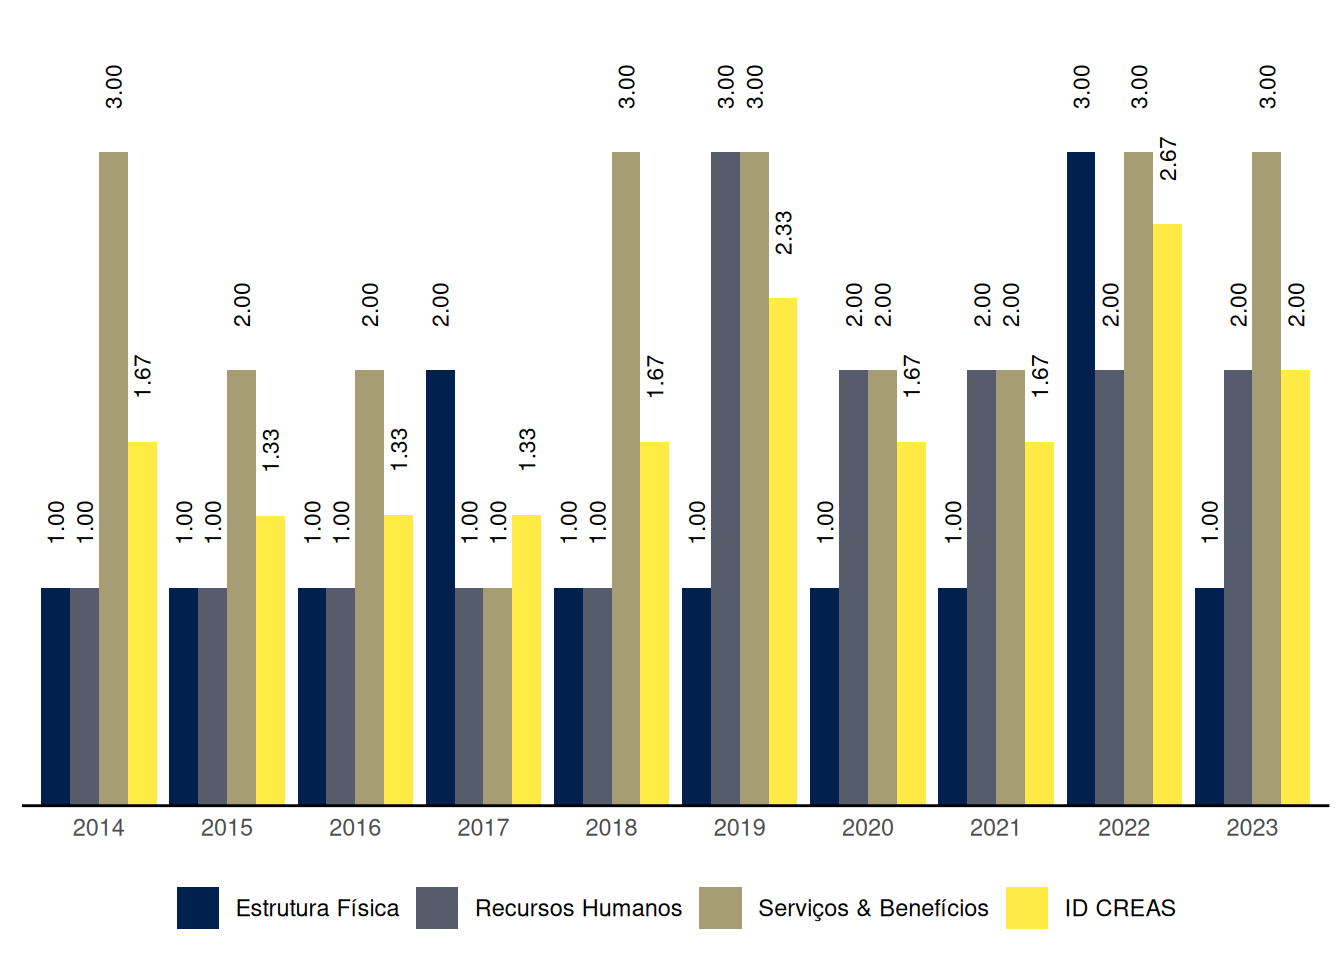 3.00 3.00 3.00 3.00 3.00 3.00 3.00
2.67
2.33
2.00 2.00 2.00 2.00 2.00 2.00 2.00 2.00 2.00 2.00
1.67 1.67 1.67 1.67
1.33 1.33 1.33
1.00 1.00 1.00 1.00 1.00 1.00 1.00 1.00 1.00 1.00 1.00 1.00 1.00 1.00
2014 2015 2016 2017 2018 2019 2020 2021 2022 2023
Estrutura Física Recursos Humanos Serviços & Benefícios ID CREAS